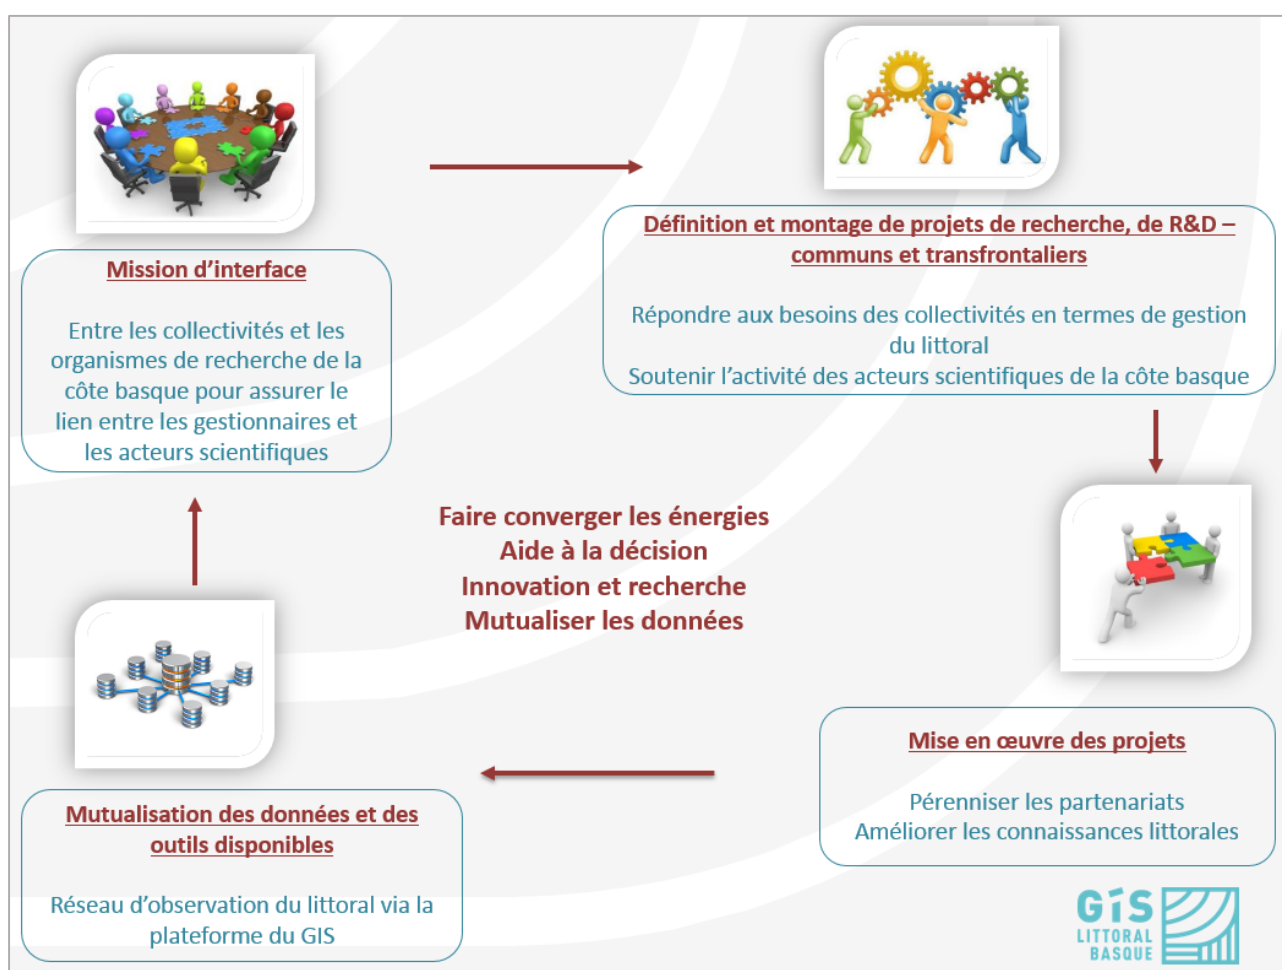 Mission d’interface
Entre les collectivités et les
organismes de recherche de la
côte basque pour assurer le
lien entre les gestionnaires et
les acteurs scientifiques
Définition et montage de projets de recherche, de R&D –
communs et transfrontaliers
Répondre aux besoins des collectivités en termes de gestion
du littoral
Soutenir l’activité des acteurs scientifiques de la côte basque
Faire converger les énergies
Aide à la décision
Innovation et recherche
Mutualiser les données
Mise en œuvre des projets
Pérenniser les partenariats
Améliorer les connaissances littorales
Mutualisation des données et des
outils disponibles
Réseau d’observation du littoral via la
plateforme du GIS
GIS
LITTORAL
BASQUE